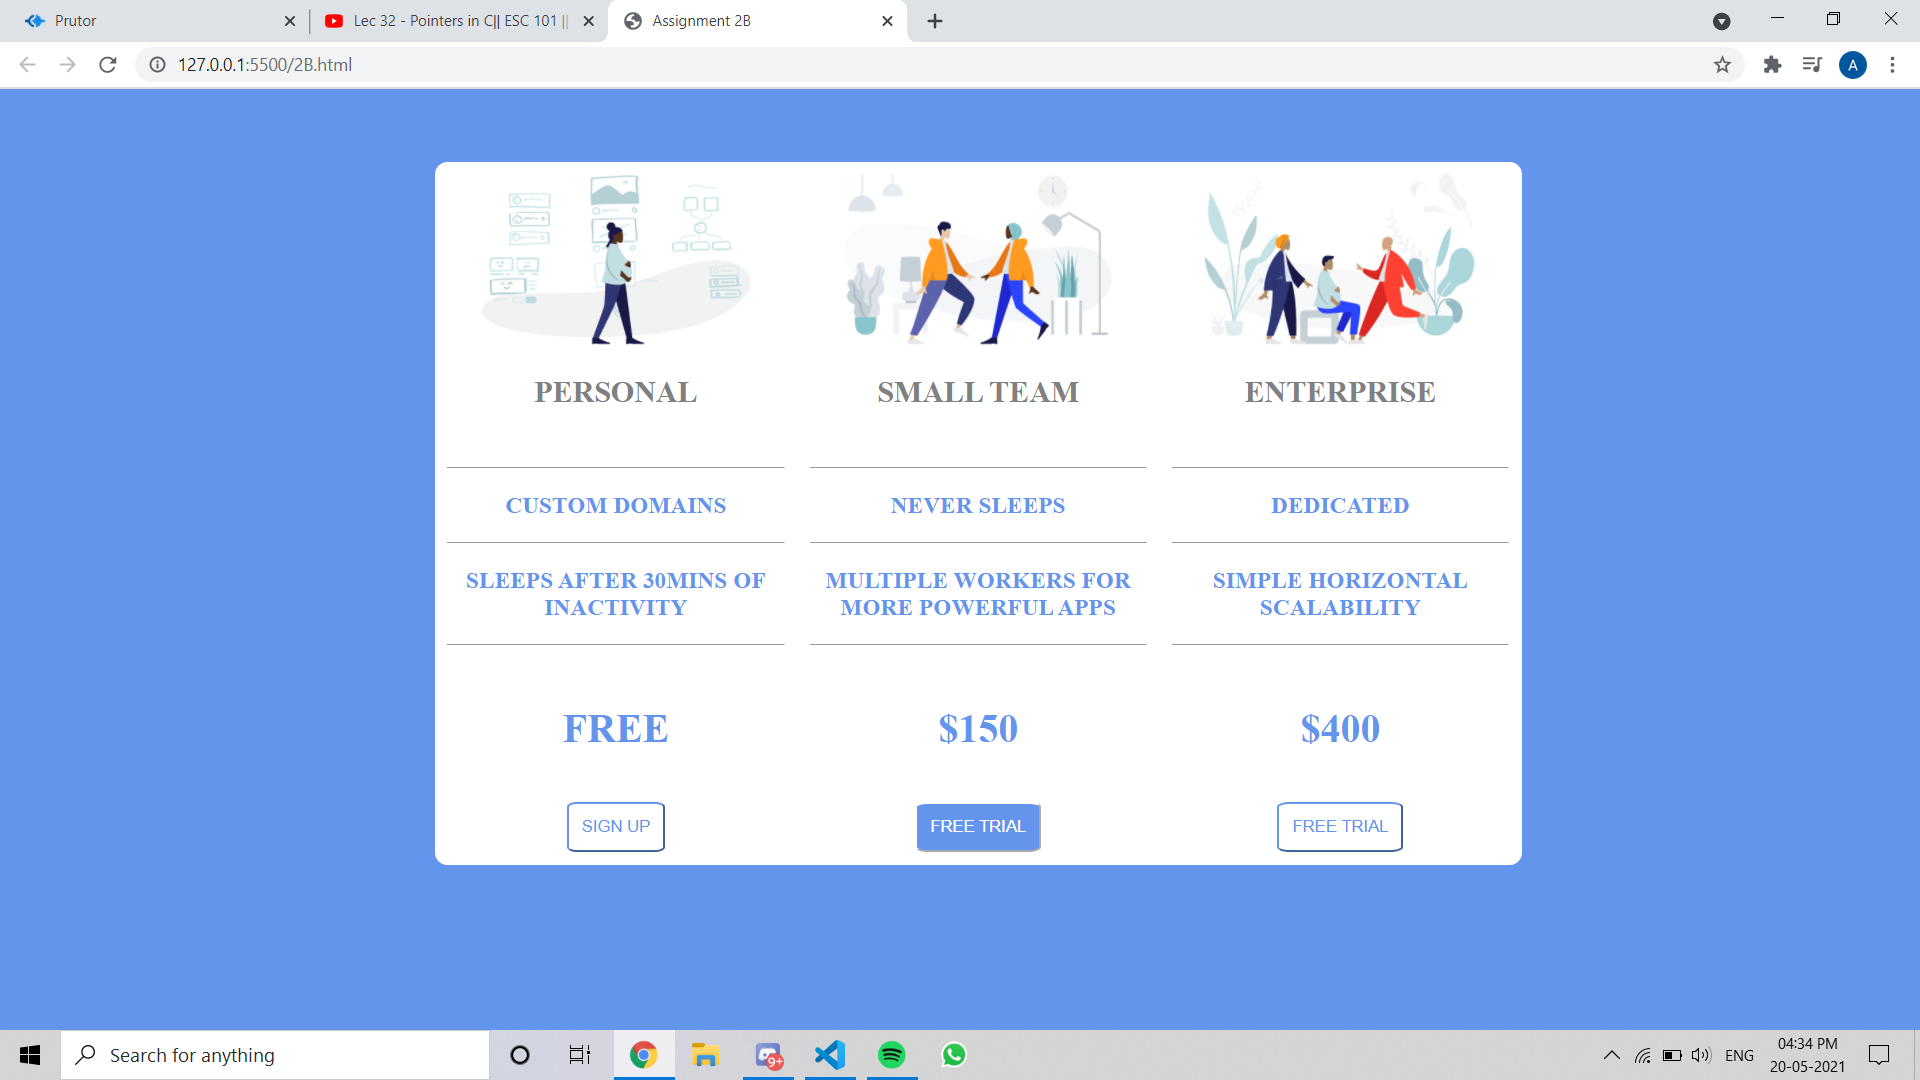 Prutor
Lec 32 - Pointers in C|| ESC 101 ||
Assignment 2B
127.0.0.1:5500/2B.html
A
PERSONAL
SMALL TEAM
ENTERPRISE
CUSTOM DOMAINS
NEVER SLEEPS
DEDICATED
SLEEPS AFTER 30MINS OF
INACTIVITY
MULTIPLE WORKERS FOR
MORE POWERFUL APPS
SIMPLE HORIZONTAL
SCALABILITY
FREE
$150
$400
SIGN UP
FREE TRIAL
FREE TRIAL
Search for anything
9+
ENG
04:34 PM
20-05-2021